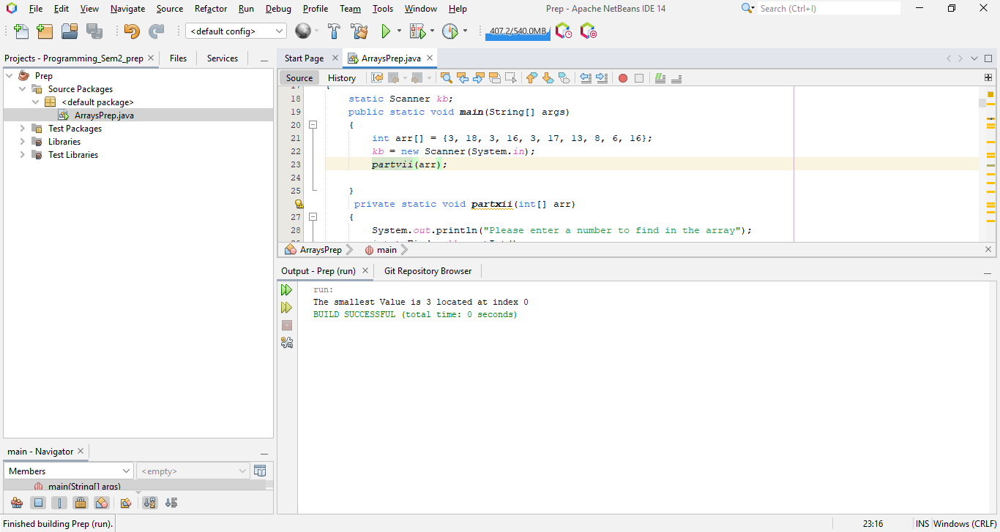 File Edit View Navigate Source Refactor Run Debug Profile Team Tools Window Help Prep - Apache NetBeans IDE 14 Search (Ctrl+I)
<default config> 407.2/540.0MB
Projects - Programming_Sem2_prep Files Services
Prep
Source Packages
<default package>
ArraysPrep.java
Test Packages
Libraries
Test Libraries
Start Page ArraysPrep.java
Source History
17 {
18 static Scanner kb;
19 public static void main(String[] args)
20 {
21 int arr[] = {3, 18, 3, 16, 3, 17, 13, 8, 6, 16};
22 kb = new Scanner(System.in);
23 partvii(arr);
24
25 }
private static void partxii(int[] arr)
27 {
28 System.out.println("Please enter a number to find in the array");
ArraysPrep main
Output - Prep (run) Git Repository Browser
run:
The smallest Value is 3 located at index 0
BUILD SUCCESSFUL (total time: 0 seconds)
main - Navigator
Members <empty>
main(String[] args)
Finished building Prep (run). 23:16 INS Windows (CRLF)